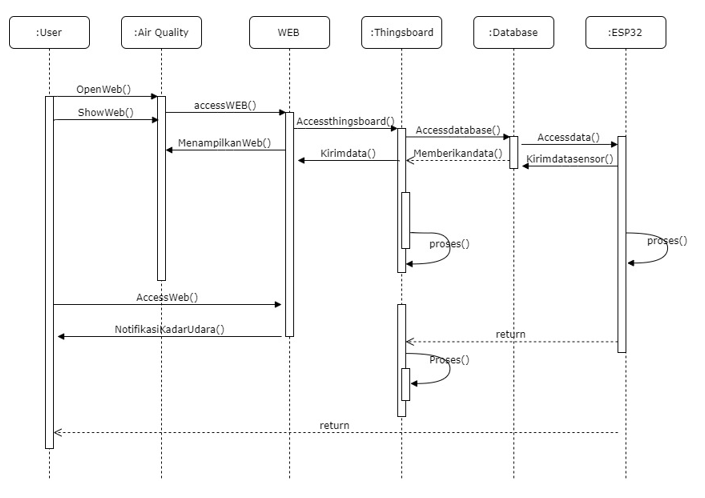 :User
:Air Quality
WEB
:Thingsboard
:Database
:ESP32
OpenWeb()
accessWEB()
ShowWeb()
Accessthingsboard()
Accessdatabase()
Accessdata()
MenampilkanWeb()
Kirimdata()
Memberikandata()
Kirimdatasensor()
proses()
proses()
AccessWeb()
NotifikasiKadarUdara()
return
Proses()
return